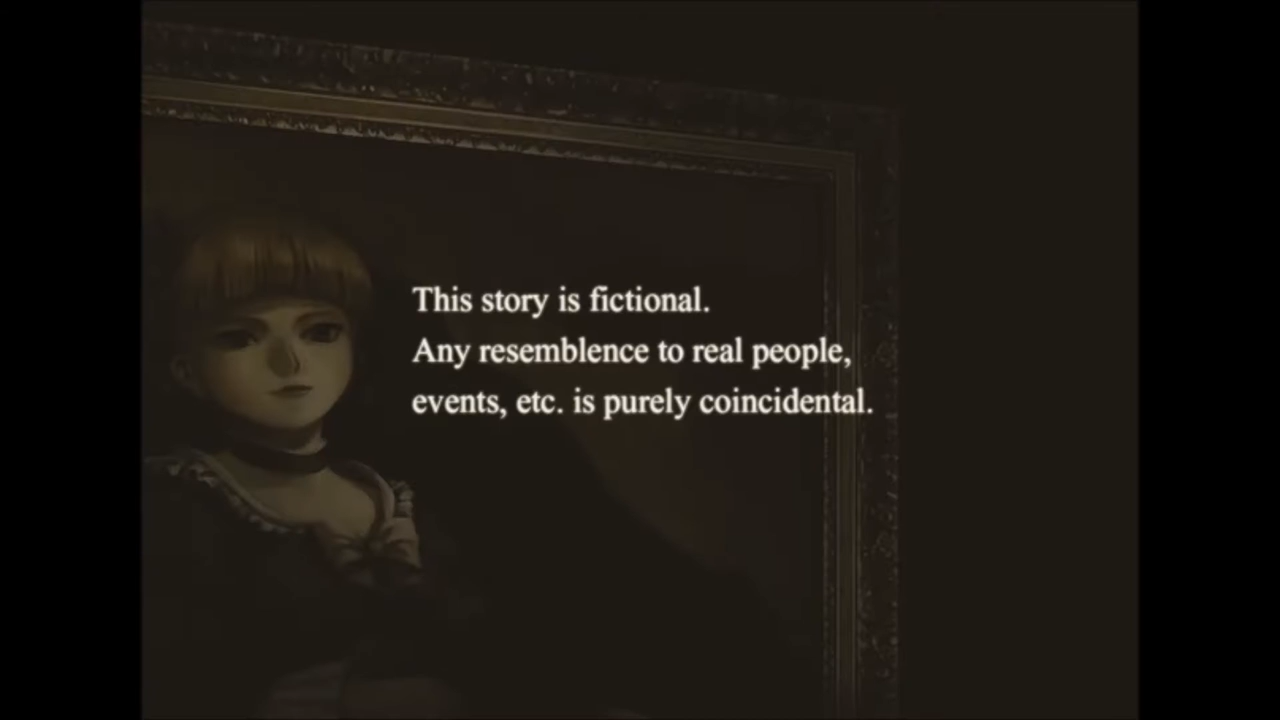 This story is fictional.
Any resemblence to real people,
events, etc. is purely coincidental.